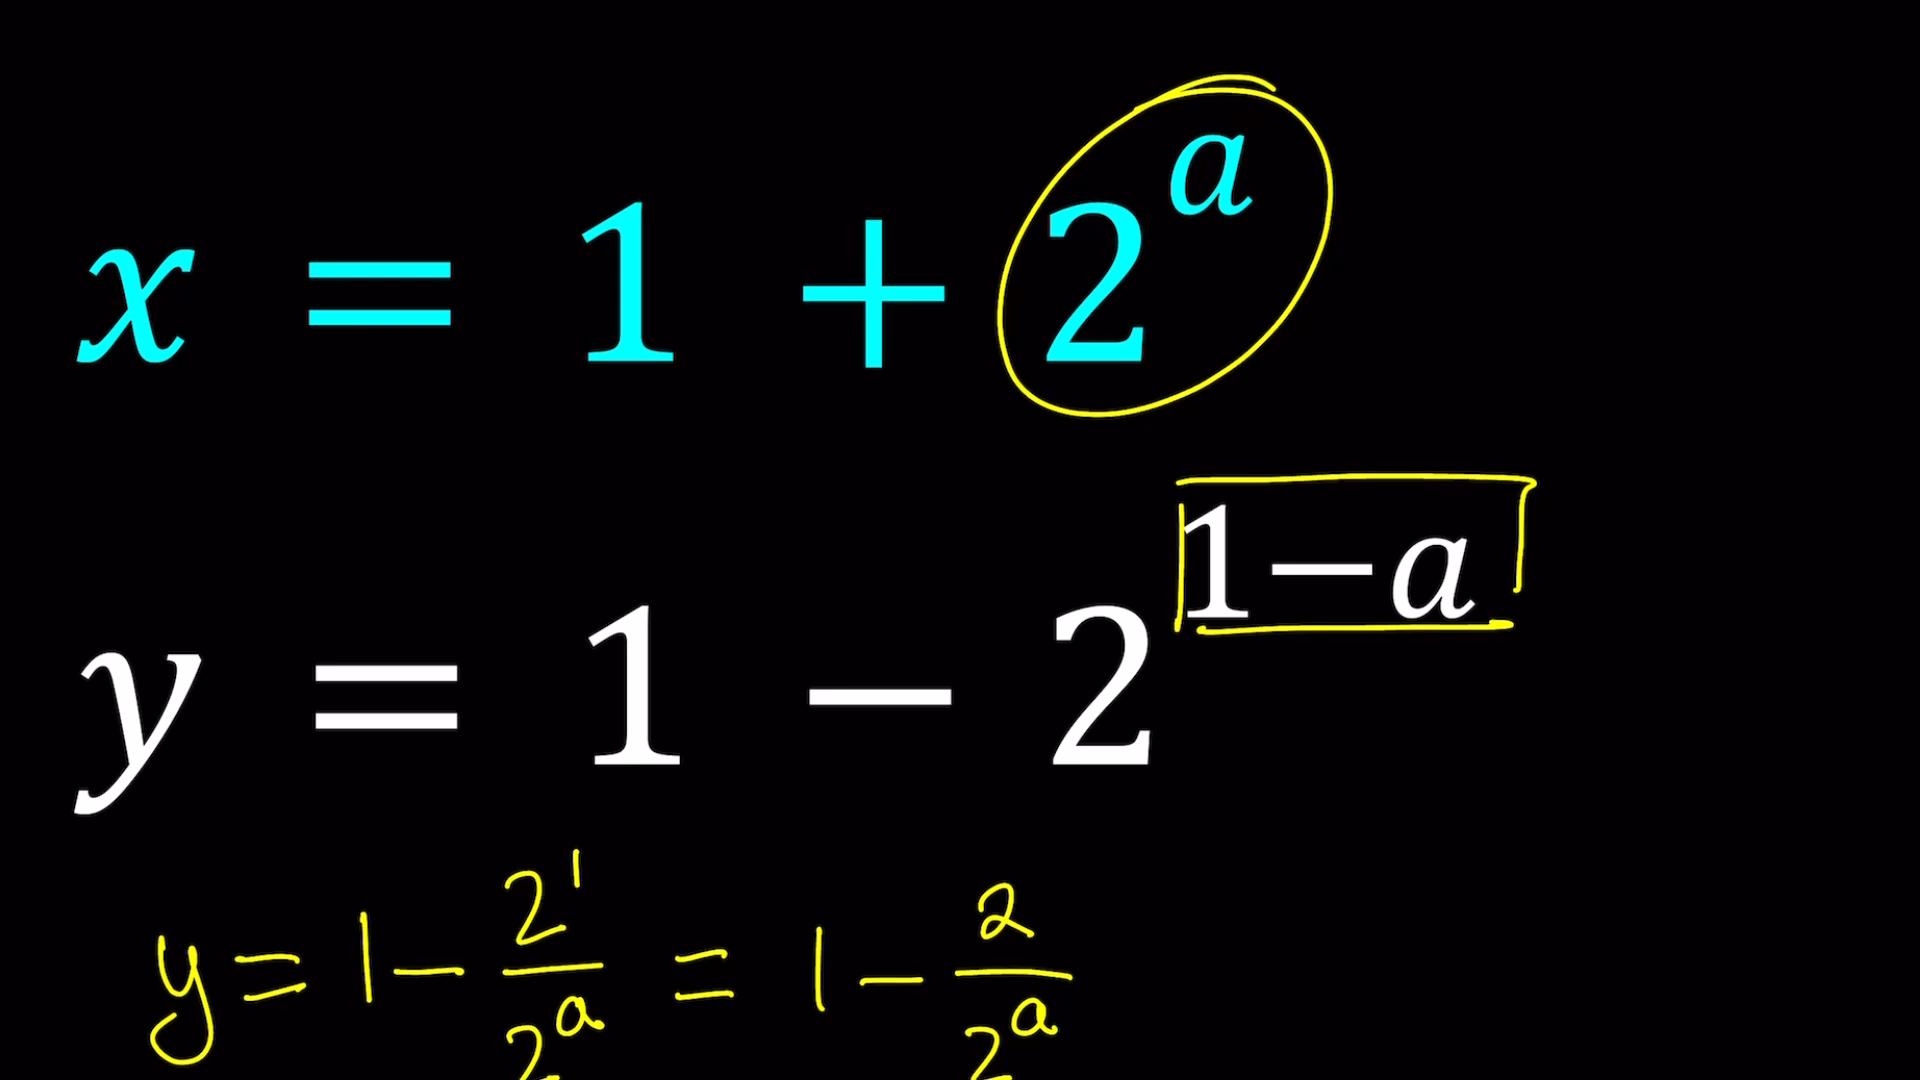 x = 1 + 2^a
y = 1 − 2^{1−a}
y = 1 − 2^1/2^a = 1 − 2/2^a